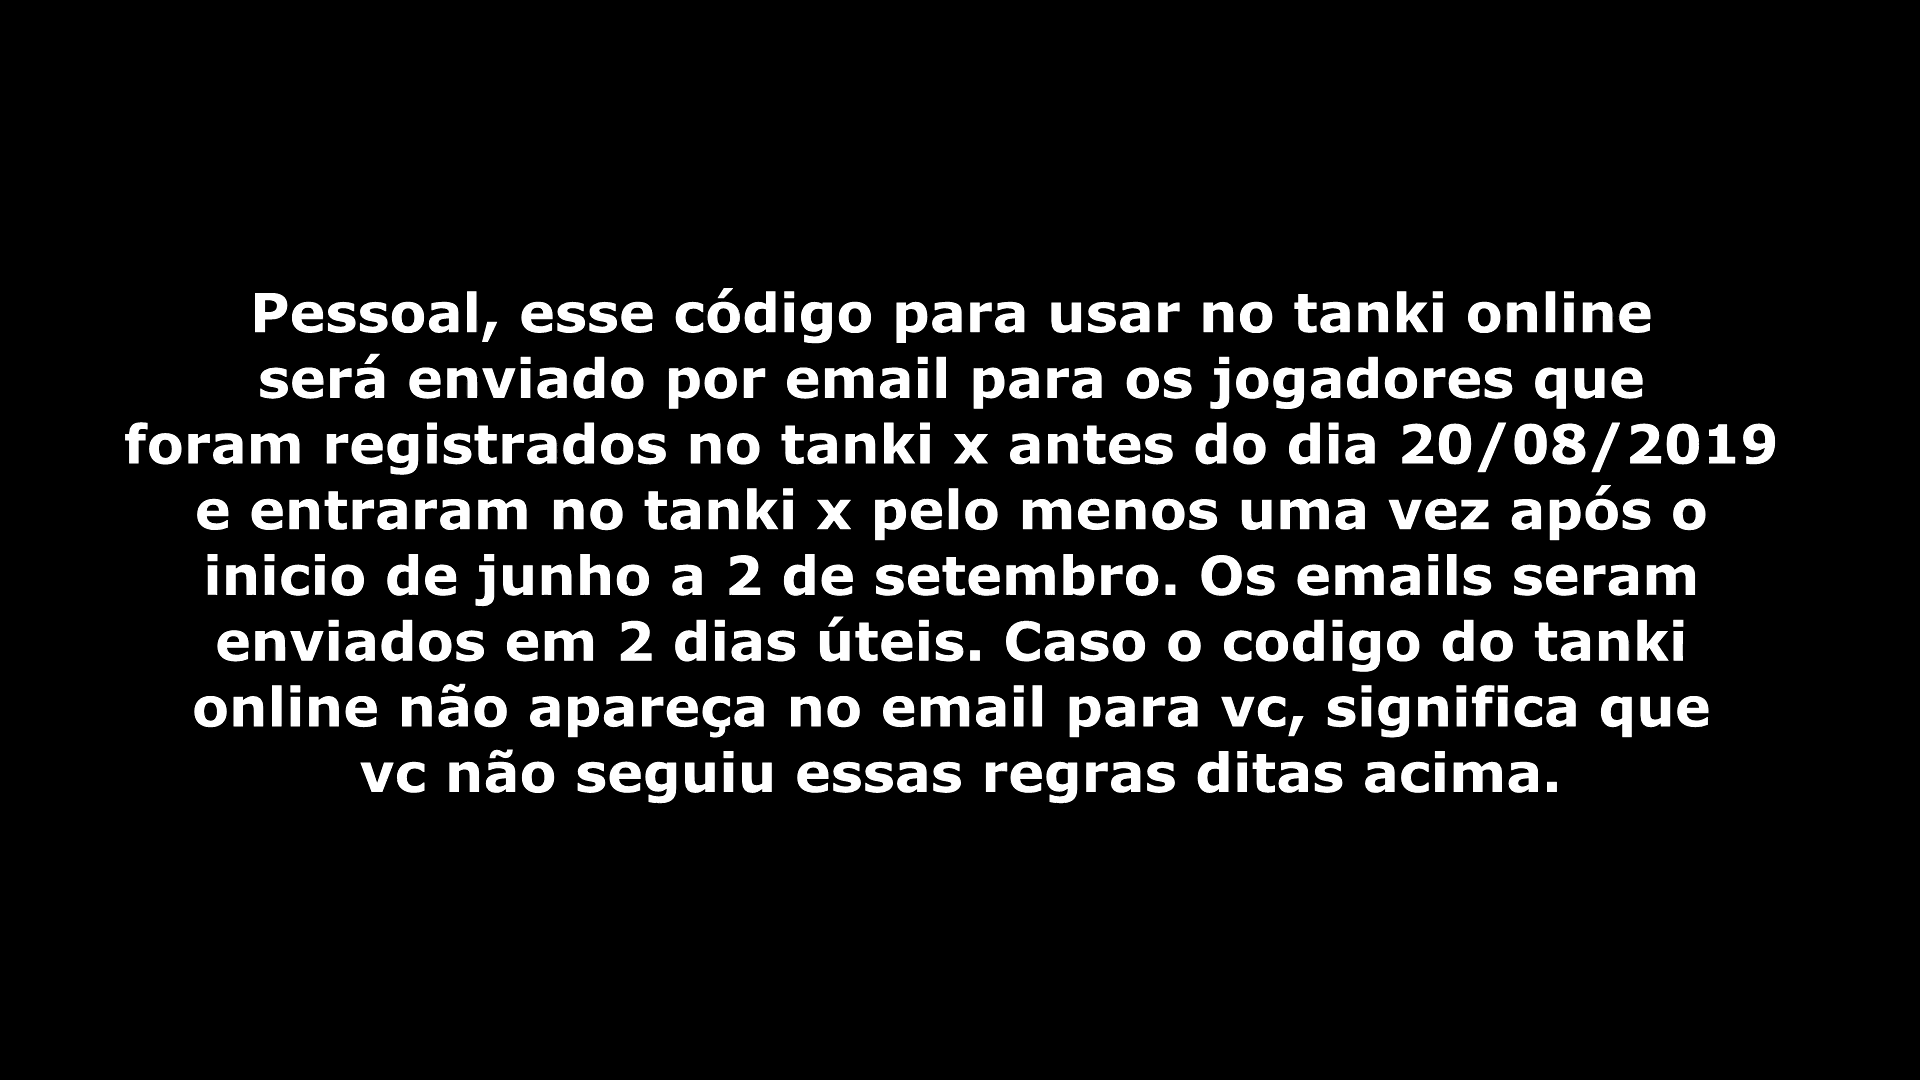 Pessoal, esse código para usar no tanki online
será enviado por email para os jogadores que
foram registrados no tanki x antes do dia 20/08/2019
e entraram no tanki x pelo menos uma vez após o
inicio de junho a 2 de setembro. Os emails seram
enviados em 2 dias úteis. Caso o codigo do tanki
online não apareça no email para vc, significa que
vc não seguiu essas regras ditas acima.